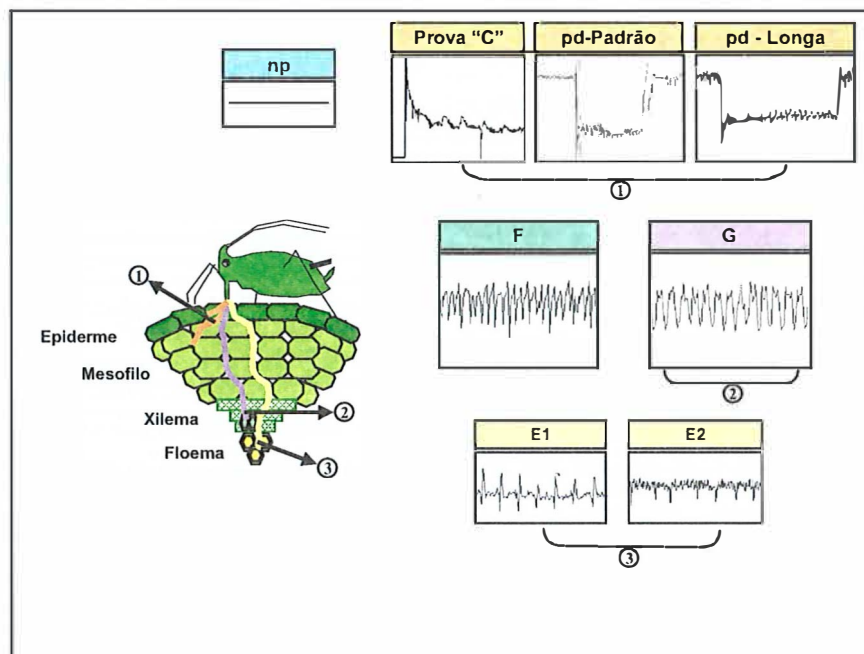 Prova “C”
pd-Padrão
pd - Longa
np
①
F
G
①
Epiderme
Mesofilo
Xilema
②
②
Floema
③
E1
E2
③